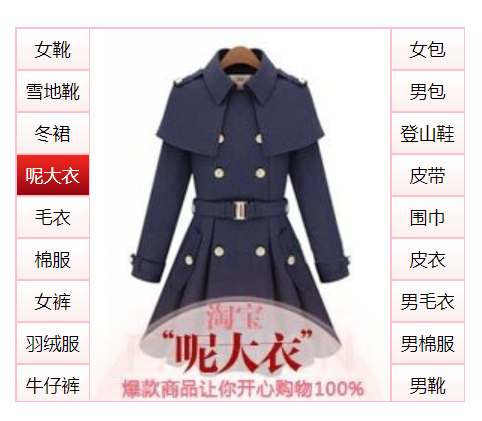 女靴
雪地靴
冬裙
呢大衣
毛衣
棉服
女裤
羽绒服
牛仔裤
淘宝
“呢大衣”
爆款商品让你开心购物100%
女包
男包
登山鞋
皮带
围巾
皮衣
男毛衣
男棉服
男靴